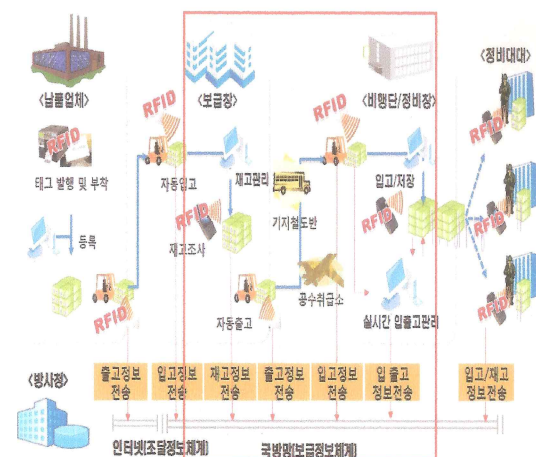 <납품업체>
<보급창>
<비행단/정비창>
<정비대대>
RFID
RFID
RFID
태그 발행 및 부착
자동입고
재고관리
입고/저장
RFID
등록
RFID
재고조사
기지철도반
RFID
RFID
RFID
자동출고
공수취급소
실시간 입출고관리
RFID
RFID
<방사청>
출고정보 전송
입고정보 전송
재고정보 전송
출고정보 전송
입고정보 전송
입 출고 정보전송
입고/재고 정보전송
인터넷[조달정보체계]
국방망[보급정보체계]